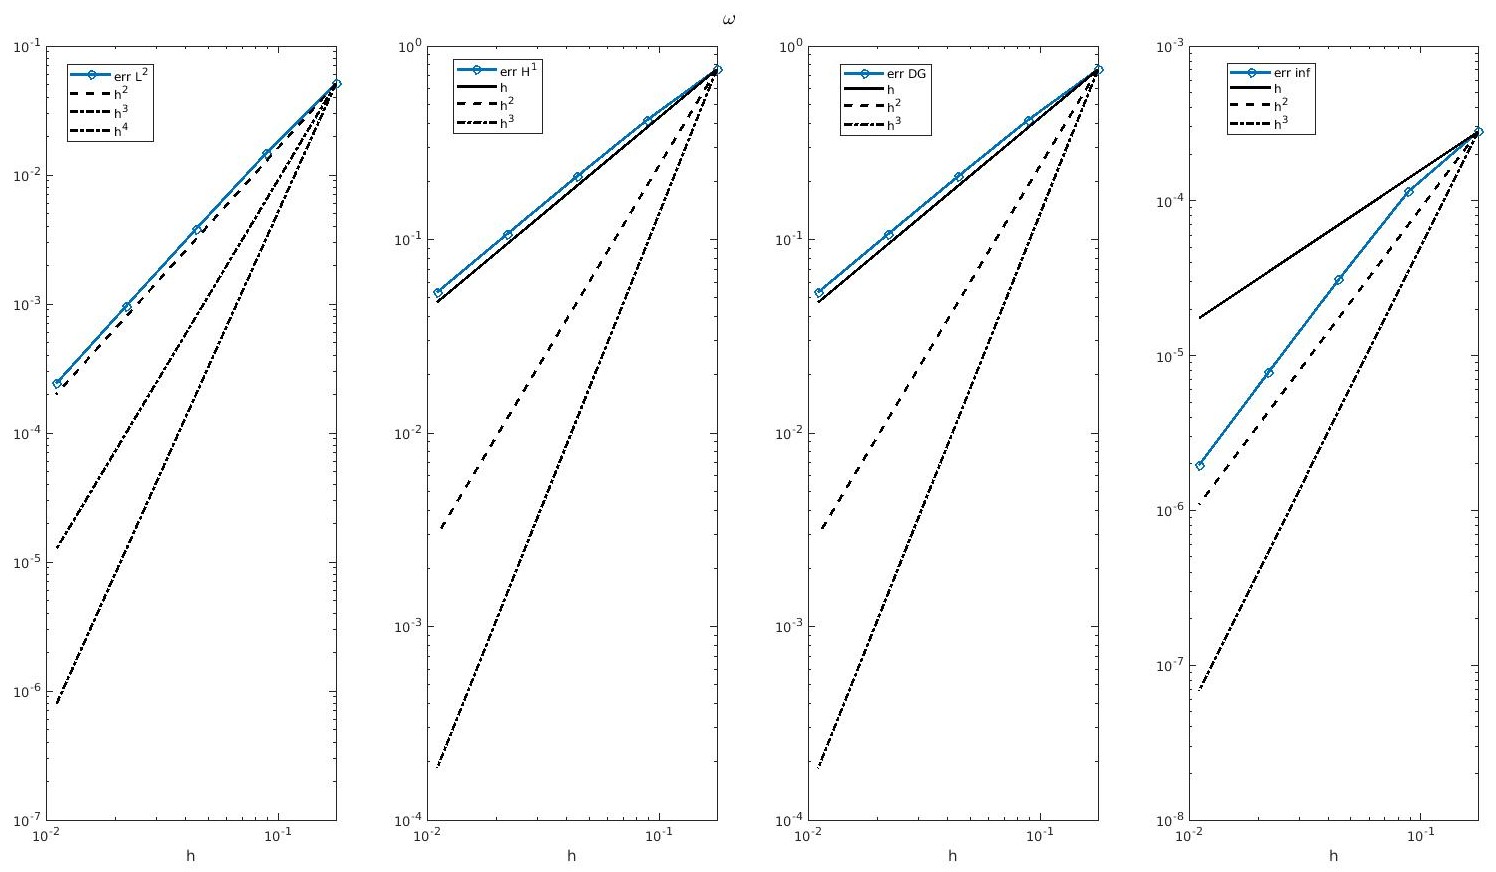 ω
10⁻¹
10⁻²
10⁻³
10⁻⁴
10⁻⁵
10⁻⁶
10⁻⁷
10⁻²
10⁻¹
h
err L²
h²
h³
h⁴
10⁰
10⁻¹
10⁻²
10⁻³
10⁻⁴
10⁻²
10⁻¹
h
err H¹
h
h²
h³
10⁰
10⁻¹
10⁻²
10⁻³
10⁻⁴
10⁻²
10⁻¹
h
err DG
h
h²
h³
10⁻³
10⁻⁴
10⁻⁵
10⁻⁶
10⁻⁷
10⁻⁸
10⁻²
10⁻¹
h
err inf
h
h²
h³